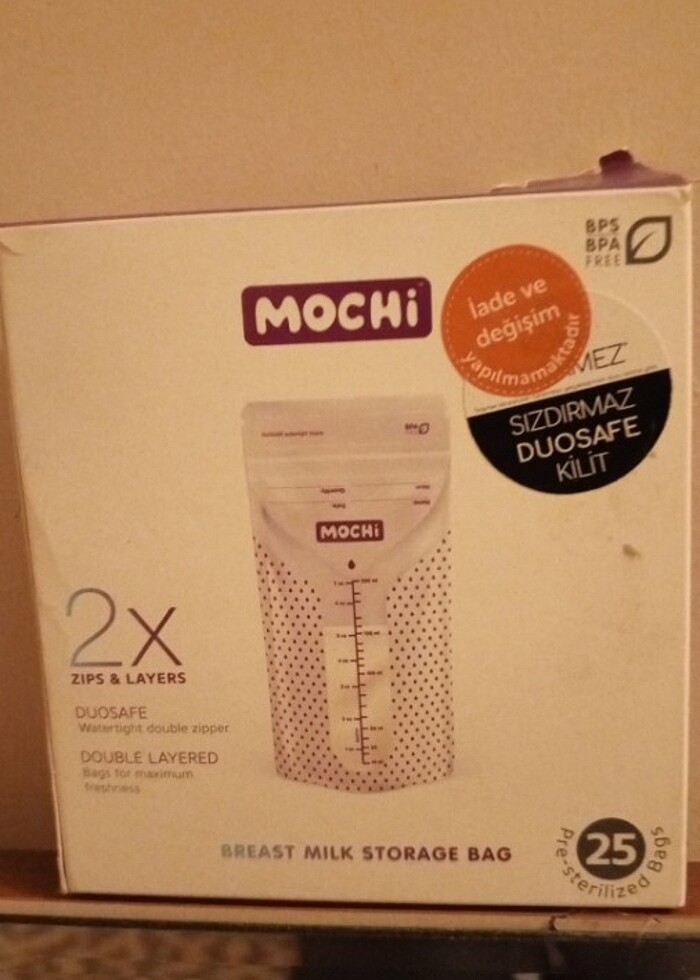 BPS
BPA
FREE
MOCHi
İade ve
değişim
yapılmamaktadır
MEZ
SIZDIRMAZ
DUOSAFE
KİLİT
BPA
MOCHi
2X
ZIPS & LAYERS
DUOSAFE
Watertight double zipper
DOUBLE LAYERED
Bags for maximum
freshness
BREAST MILK STORAGE BAG
25
Pre-sterilized Bags